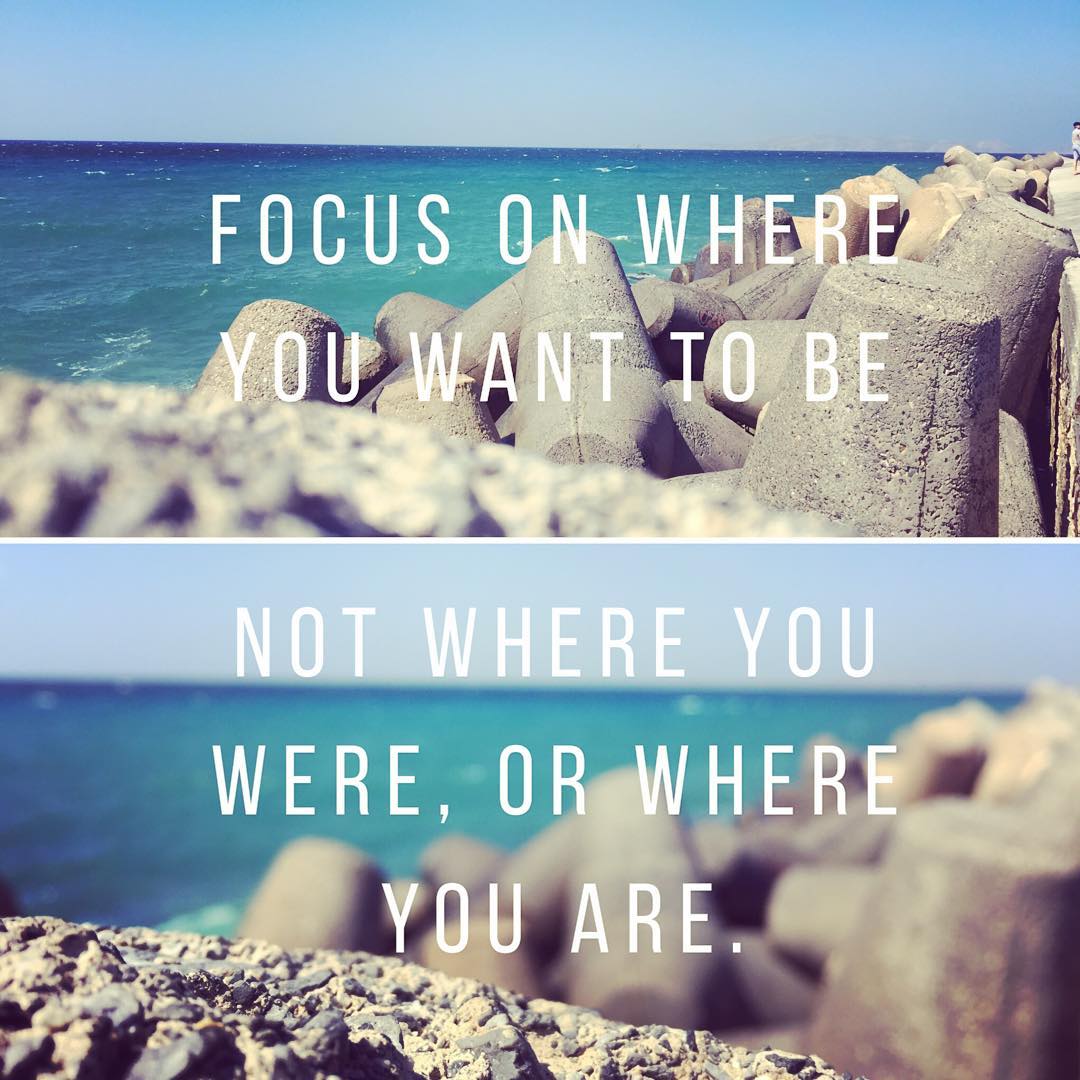 FOCUS ON WHERE
YOU WANT TO BE
NOT WHERE YOU
WERE, OR WHERE
YOU ARE.